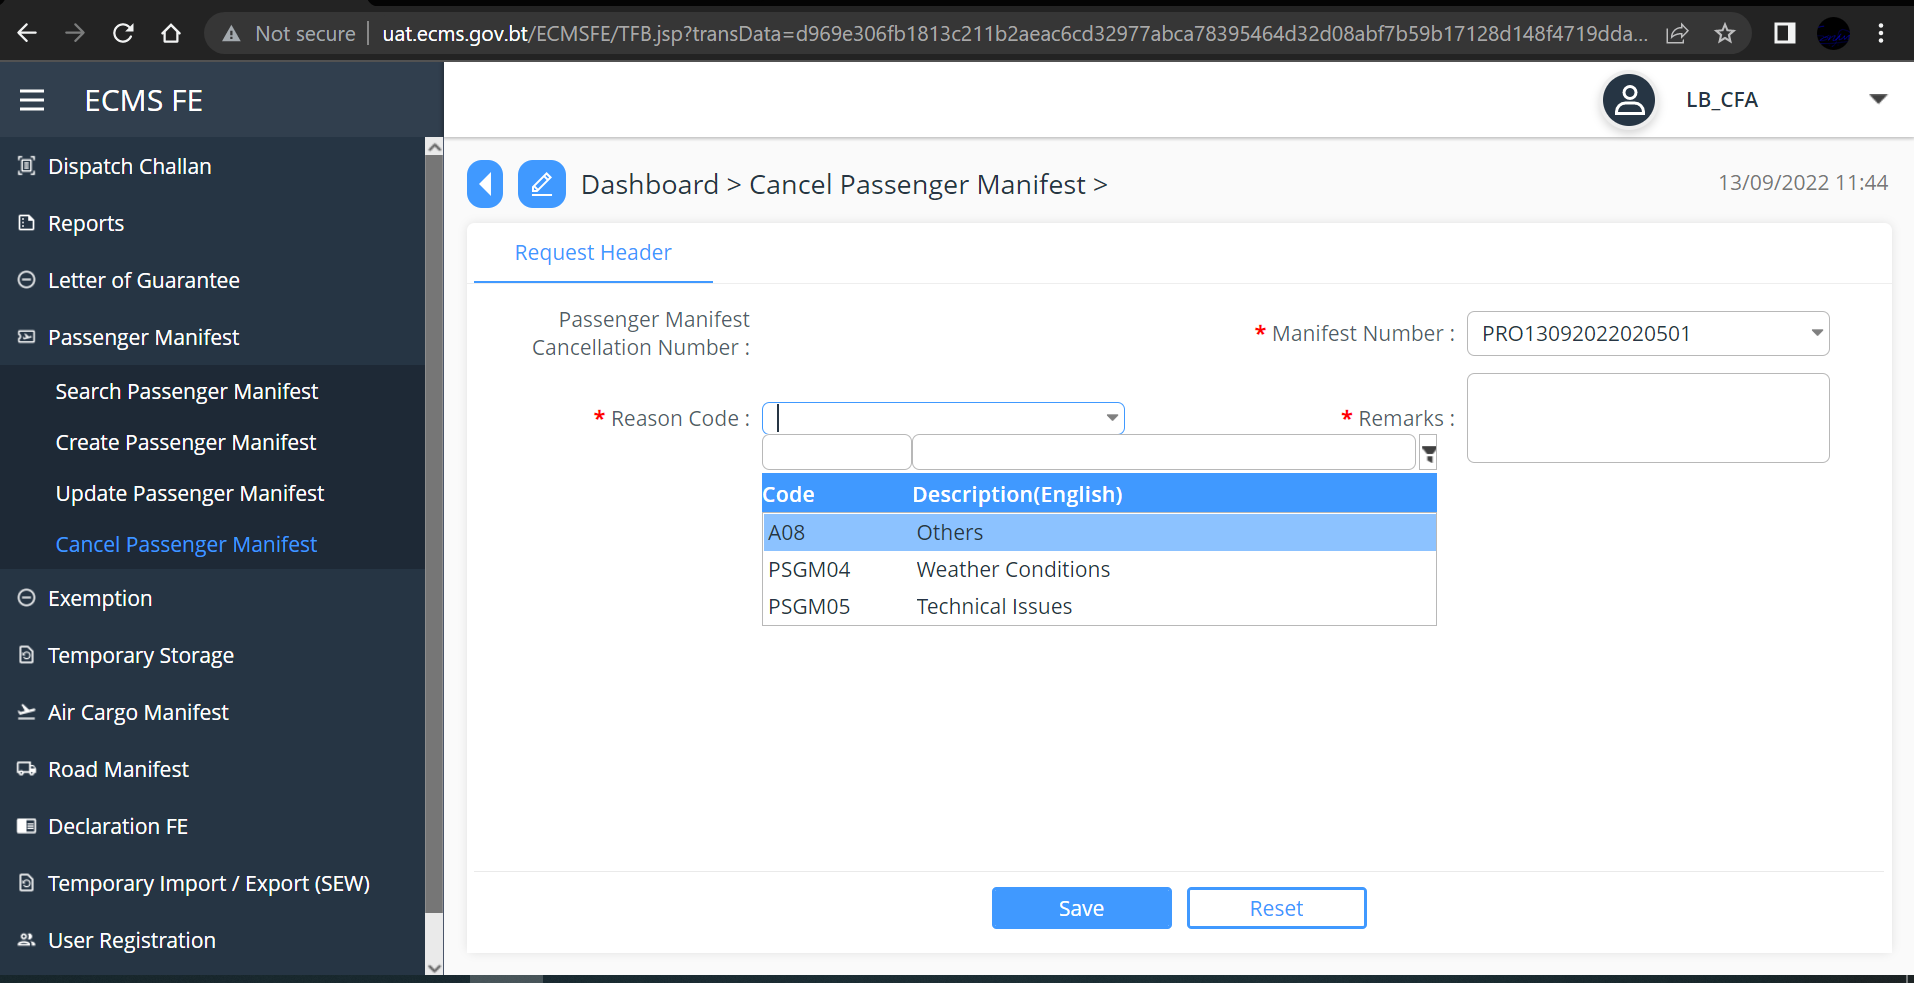 Not secure
uat.ecms.gov.bt/ECMSFE/TFB.jsp?transData=d969e306fb1813c211b2aeac6cd32977abca78395464d32d08abf7b59b17128d148f4719dda...
ECMS FE
LB_CFA
Dispatch Challan
Reports
Letter of Guarantee
Passenger Manifest
Search Passenger Manifest
Create Passenger Manifest
Update Passenger Manifest
Cancel Passenger Manifest
Exemption
Temporary Storage
Air Cargo Manifest
Road Manifest
Declaration FE
Temporary Import / Export (SEW)
User Registration
Dashboard > Cancel Passenger Manifest >
13/09/2022 11:44
Request Header
Passenger Manifest
Cancellation Number :
* Manifest Number :
PRO13092022020501
* Reason Code :
* Remarks :
Code Description(English)
A08 Others
PSGM04 Weather Conditions
PSGM05 Technical Issues
Save
Reset